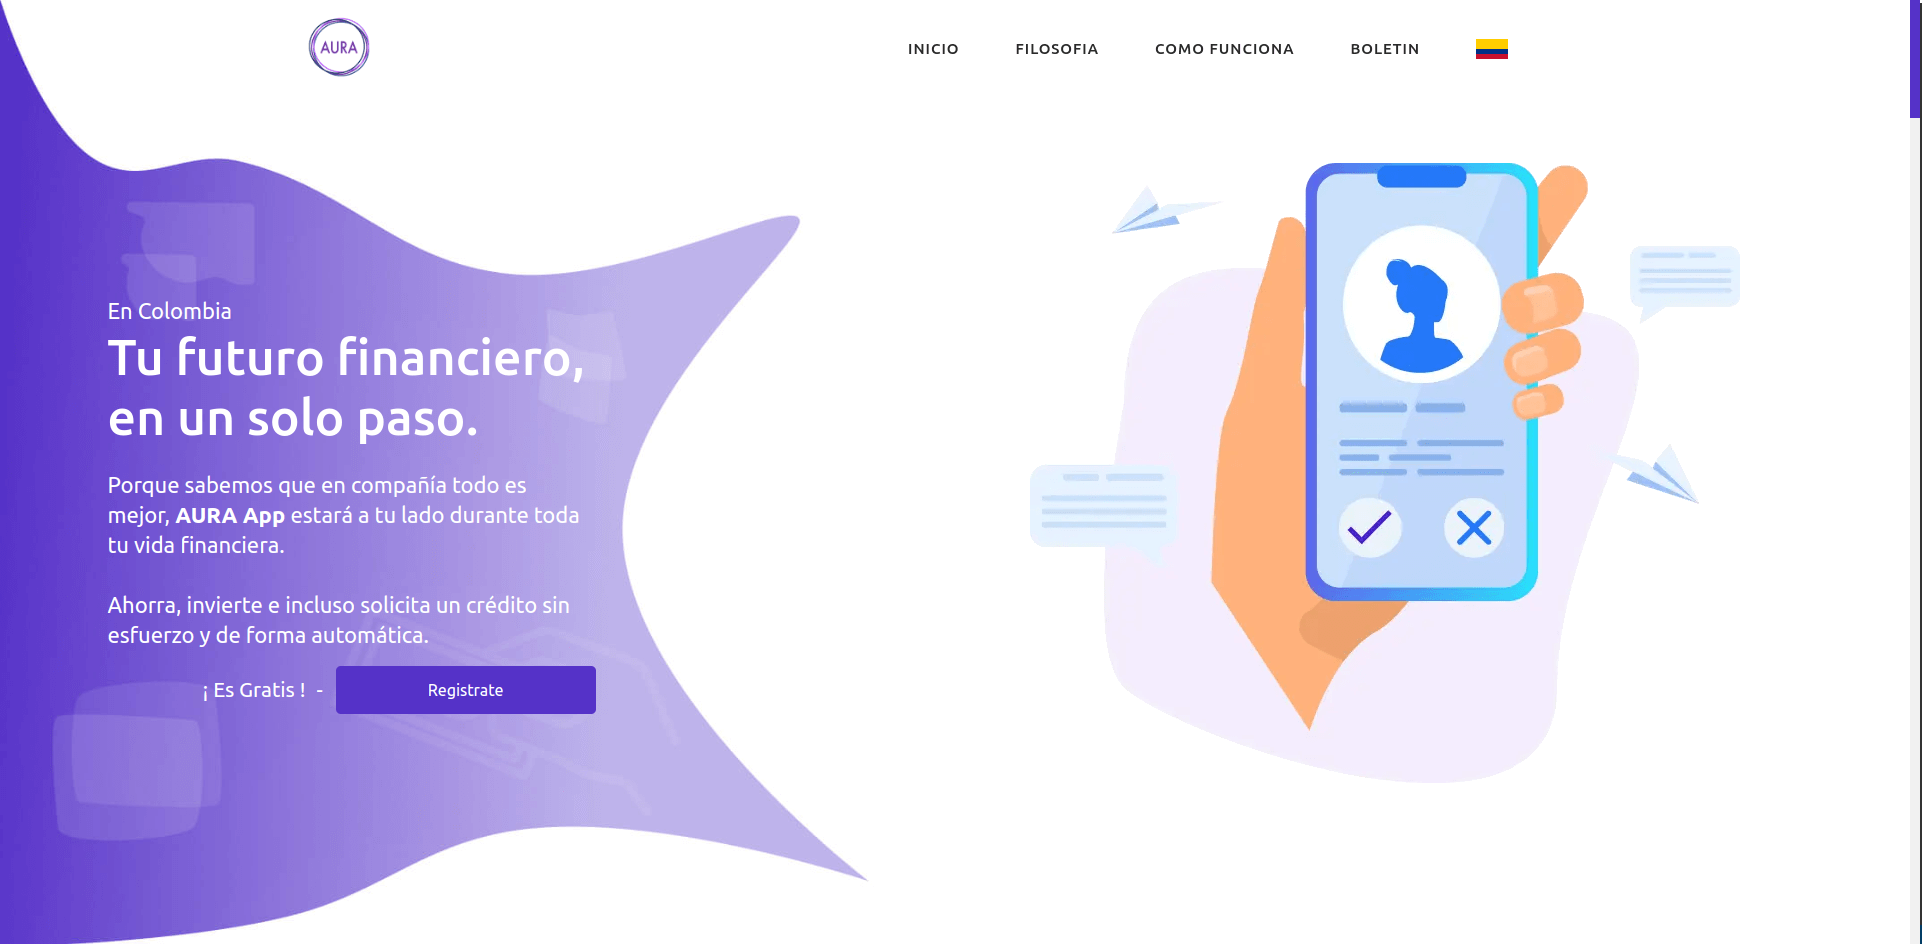 AURA
INICIO
FILOSOFIA
COMO FUNCIONA
BOLETIN
En Colombia
Tu futuro financiero,
en un solo paso.
Porque sabemos que en compañía todo es
mejor, AURA App estará a tu lado durante toda
tu vida financiera.
Ahorra, invierte e incluso solicita un crédito sin
esfuerzo y de forma automática.
¡ Es Gratis ! -
Registrate